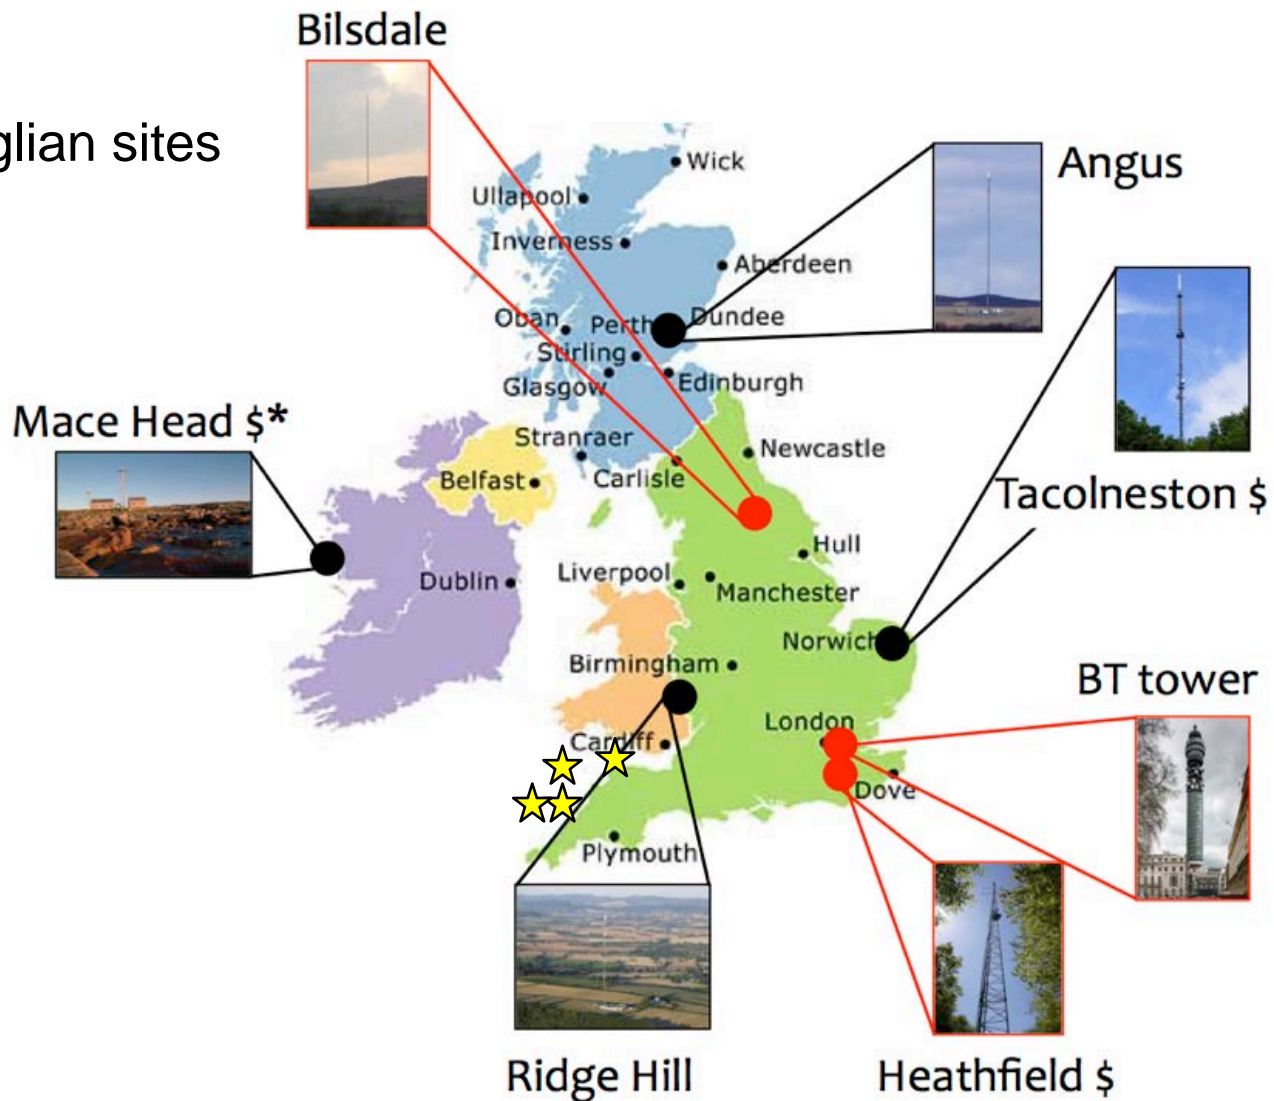 Bilsdale
glian sites
Wick
Angus
Ullapool
Inverness
Aberdeen
Oban
Perth
Dundee
Stirling
Glasgow
Edinburgh
Mace Head $*
Stranraer
Newcastle
Belfast
Carlisle
Tacolneston $
Hull
Liverpool
Dublin
Manchester
Norwich
Birmingham
BT tower
London
Cardiff
Dove
Plymouth
Ridge Hill
Heathfield $